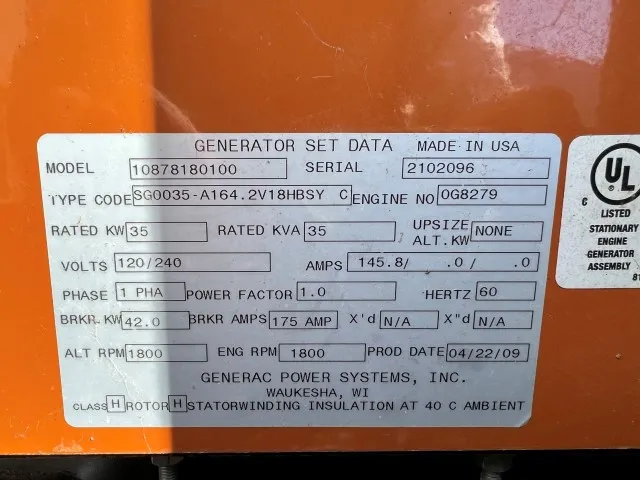 GENERATOR SET DATA MADE IN USA
MODEL 10878180100 SERIAL 2102096
TYPE CODE SG0035-A164.2V18HBSY C ENGINE NO 0G8279
RATED KW 35 RATED KVA 35 UPSIZE ALT.KW NONE
VOLTS 120/240 AMPS 145.8/ .0 / .0
PHASE 1 PHA POWER FACTOR 1.0 HERTZ 60
BRKR KW 42.0 BRKR AMPS 175 AMP X'd N/A X"d N/A
ALT RPM 1800 ENG RPM 1800 PROD DATE 04/22/09
GENERAC POWER SYSTEMS, INC.
WAUKESHA, WI
CLASS H ROTOR H STATOR WINDING INSULATION AT 40 C AMBIENT
UL
C
LISTED
STATIONARY
ENGINE
GENERATOR
ASSEMBLY